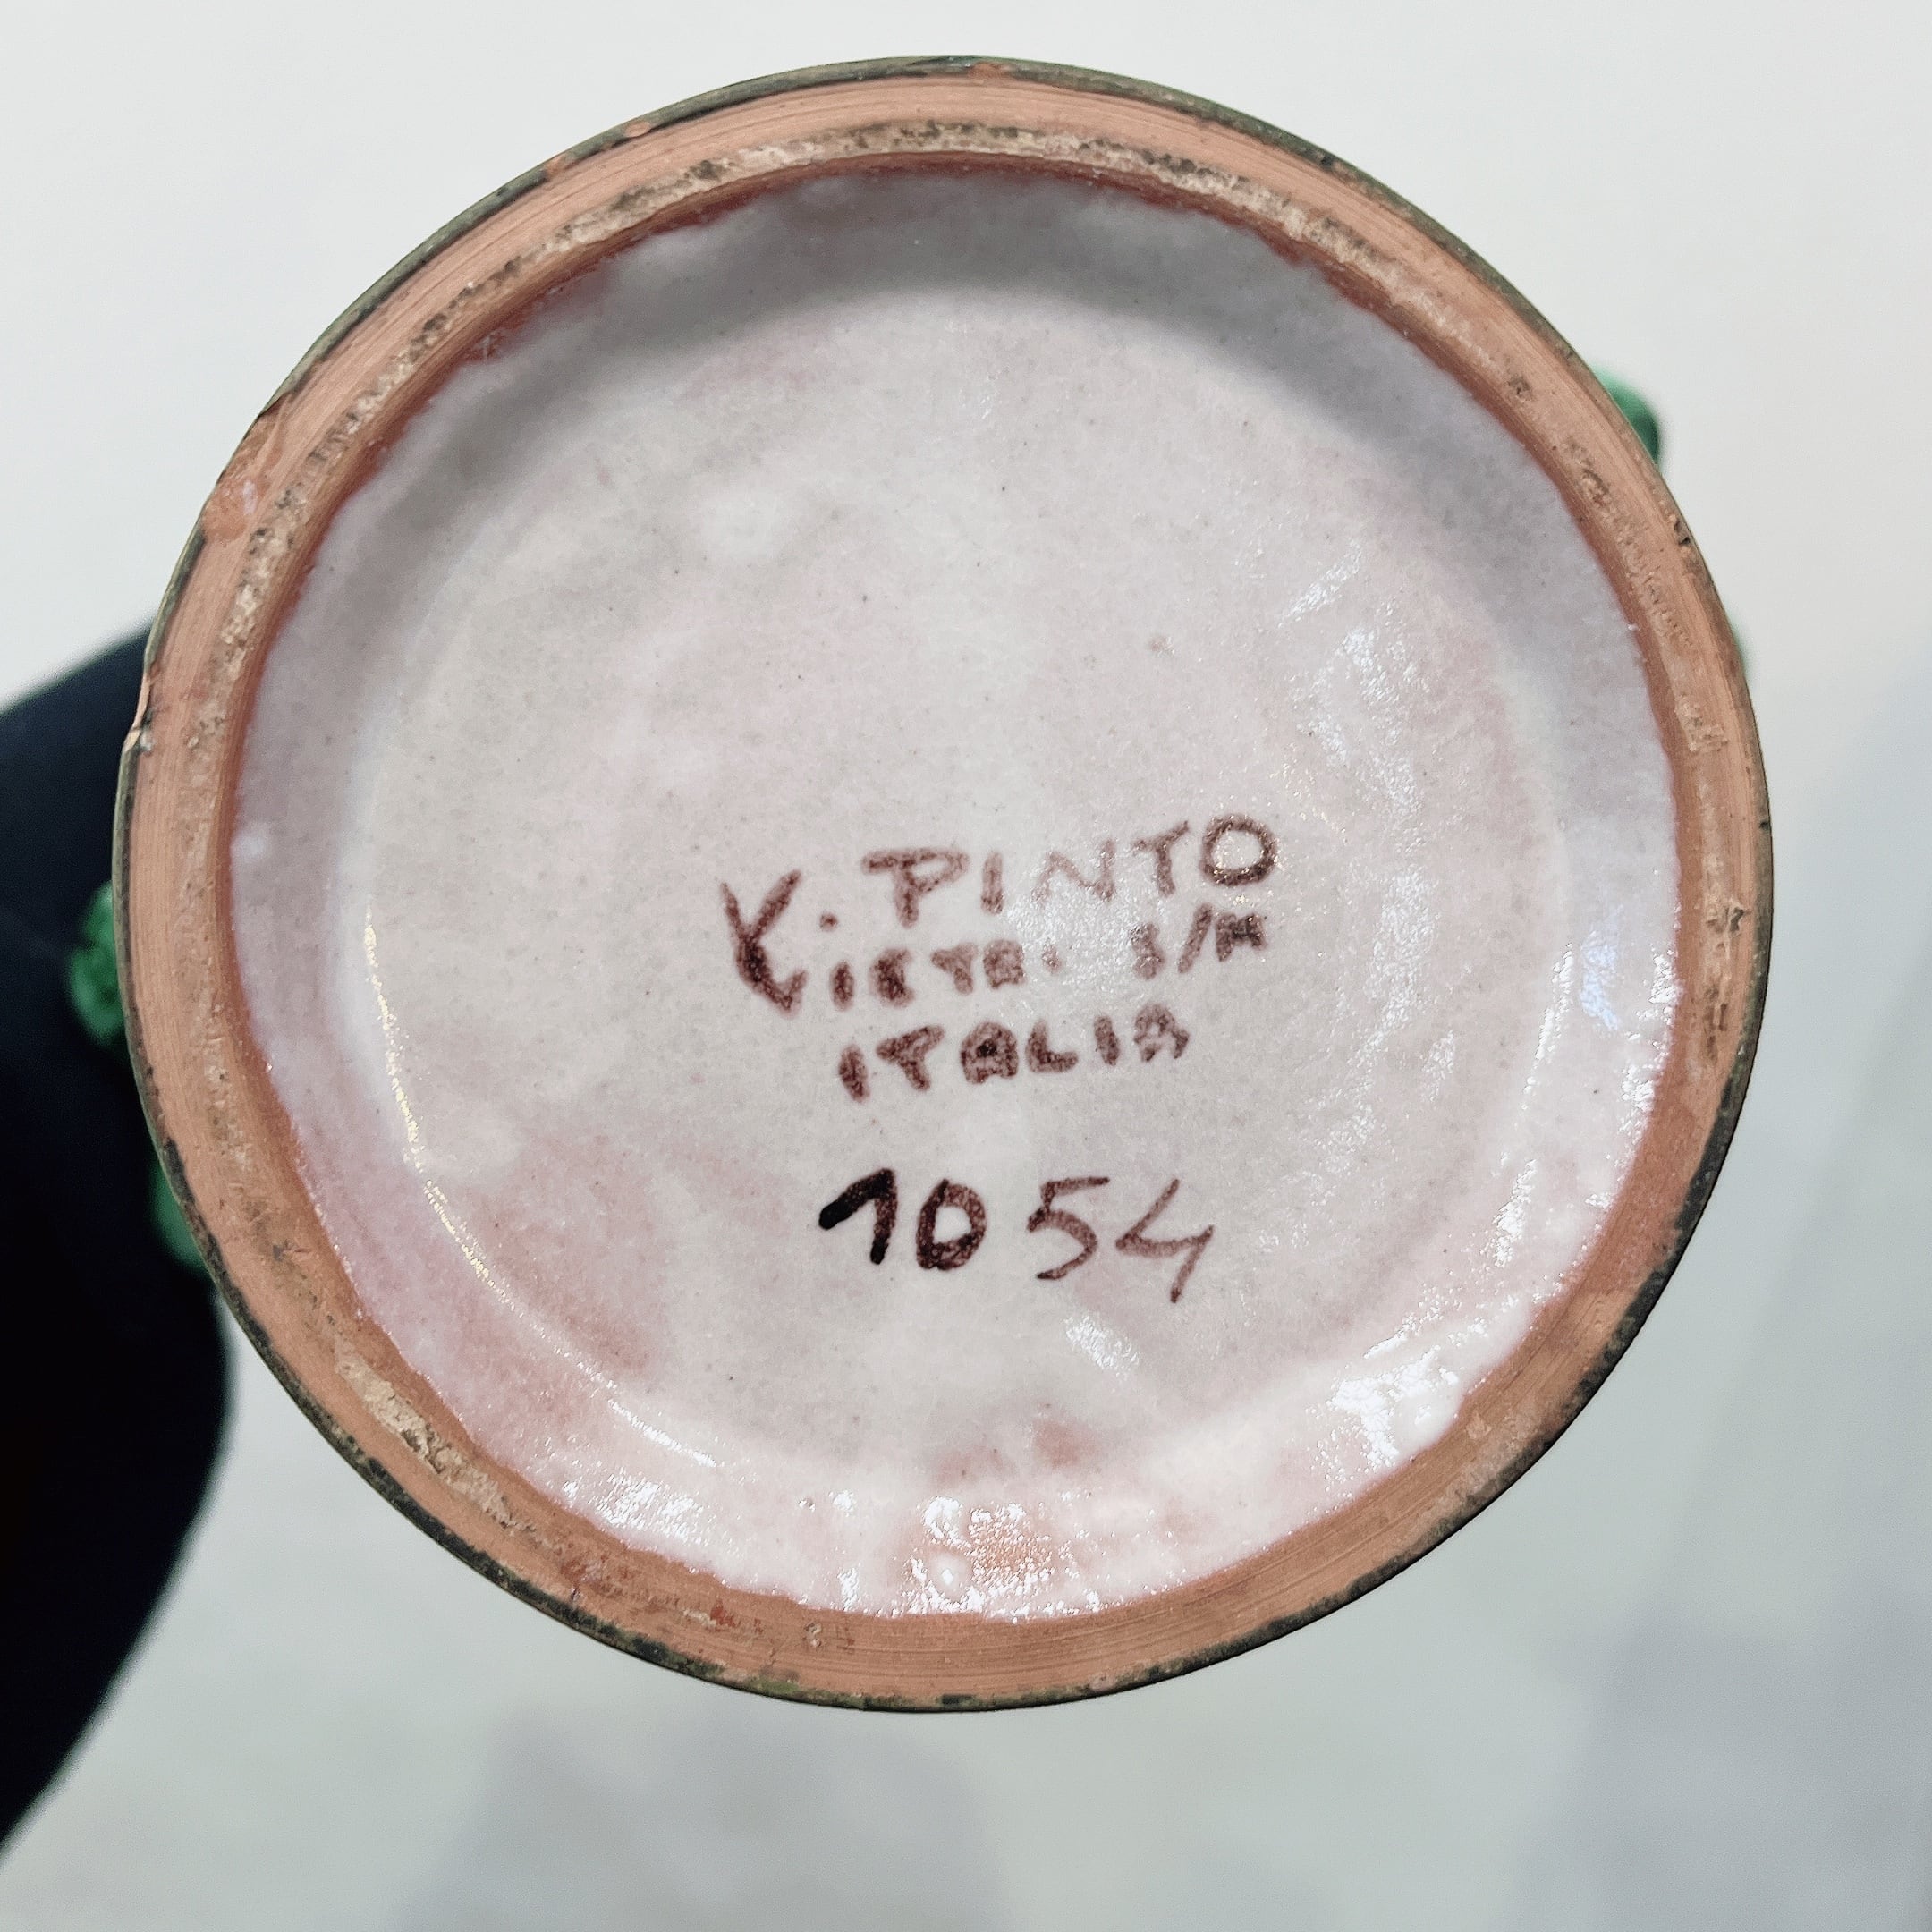 V. PINTO
VIETRI S/M
ITALIA
1054